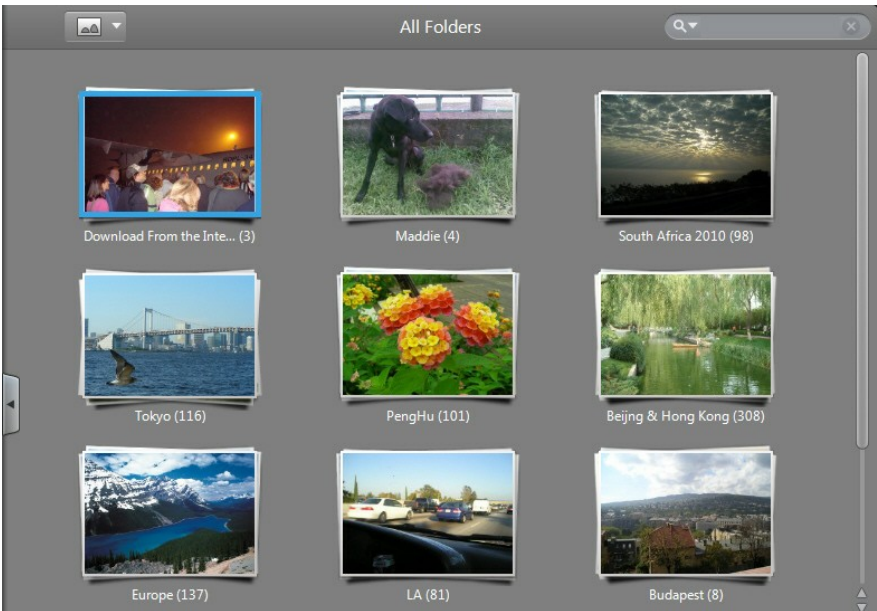 All Folders
Download From the Inte... (3)
Maddie (4)
South Africa 2010 (98)
Tokyo (116)
PengHu (101)
Beijng & Hong Kong (308)
Europe (137)
LA (81)
Budapest (8)